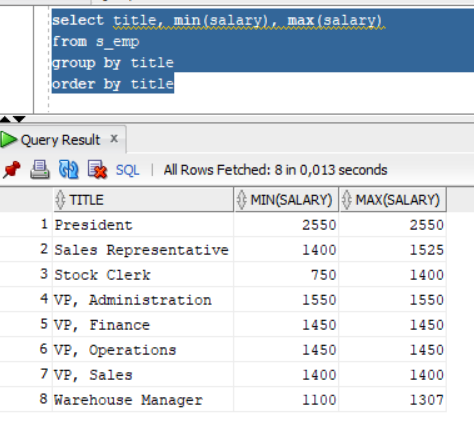 select title, min(salary), max(salary)
from s_emp
group by title
order by title
Query Result x
SQL | All Rows Fetched: 8 in 0,013 seconds
TITLE MIN(SALARY) MAX(SALARY)
1 President 2550 2550
2 Sales Representative 1400 1525
3 Stock Clerk 750 1400
4 VP, Administration 1550 1550
5 VP, Finance 1450 1450
6 VP, Operations 1450 1450
7 VP, Sales 1400 1400
8 Warehouse Manager 1100 1307